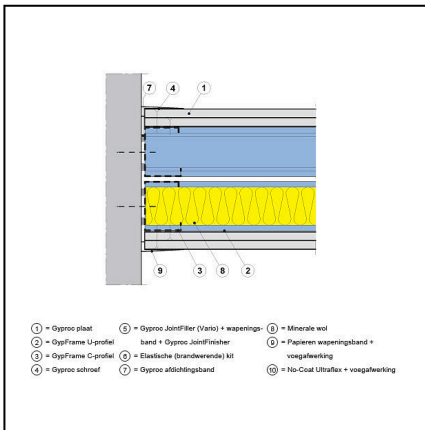 7 4 1
9 3 8 2
1 = Gyproc plaat
2 = GypFrame U-profiel
3 = GypFrame C-profiel
4 = Gyproc schroef
5 = Gyproc JointFiller (Vario) + wapenings-
band + Gyproc JointFinisher
6 = Elastische (brandwerende) kit
7 = Gyproc afdichtingsband
8 = Minerale wol
9 = Papieren wapeningsband +
voegafwerking
10 = No-Coat Ultraflex + voegafwerking